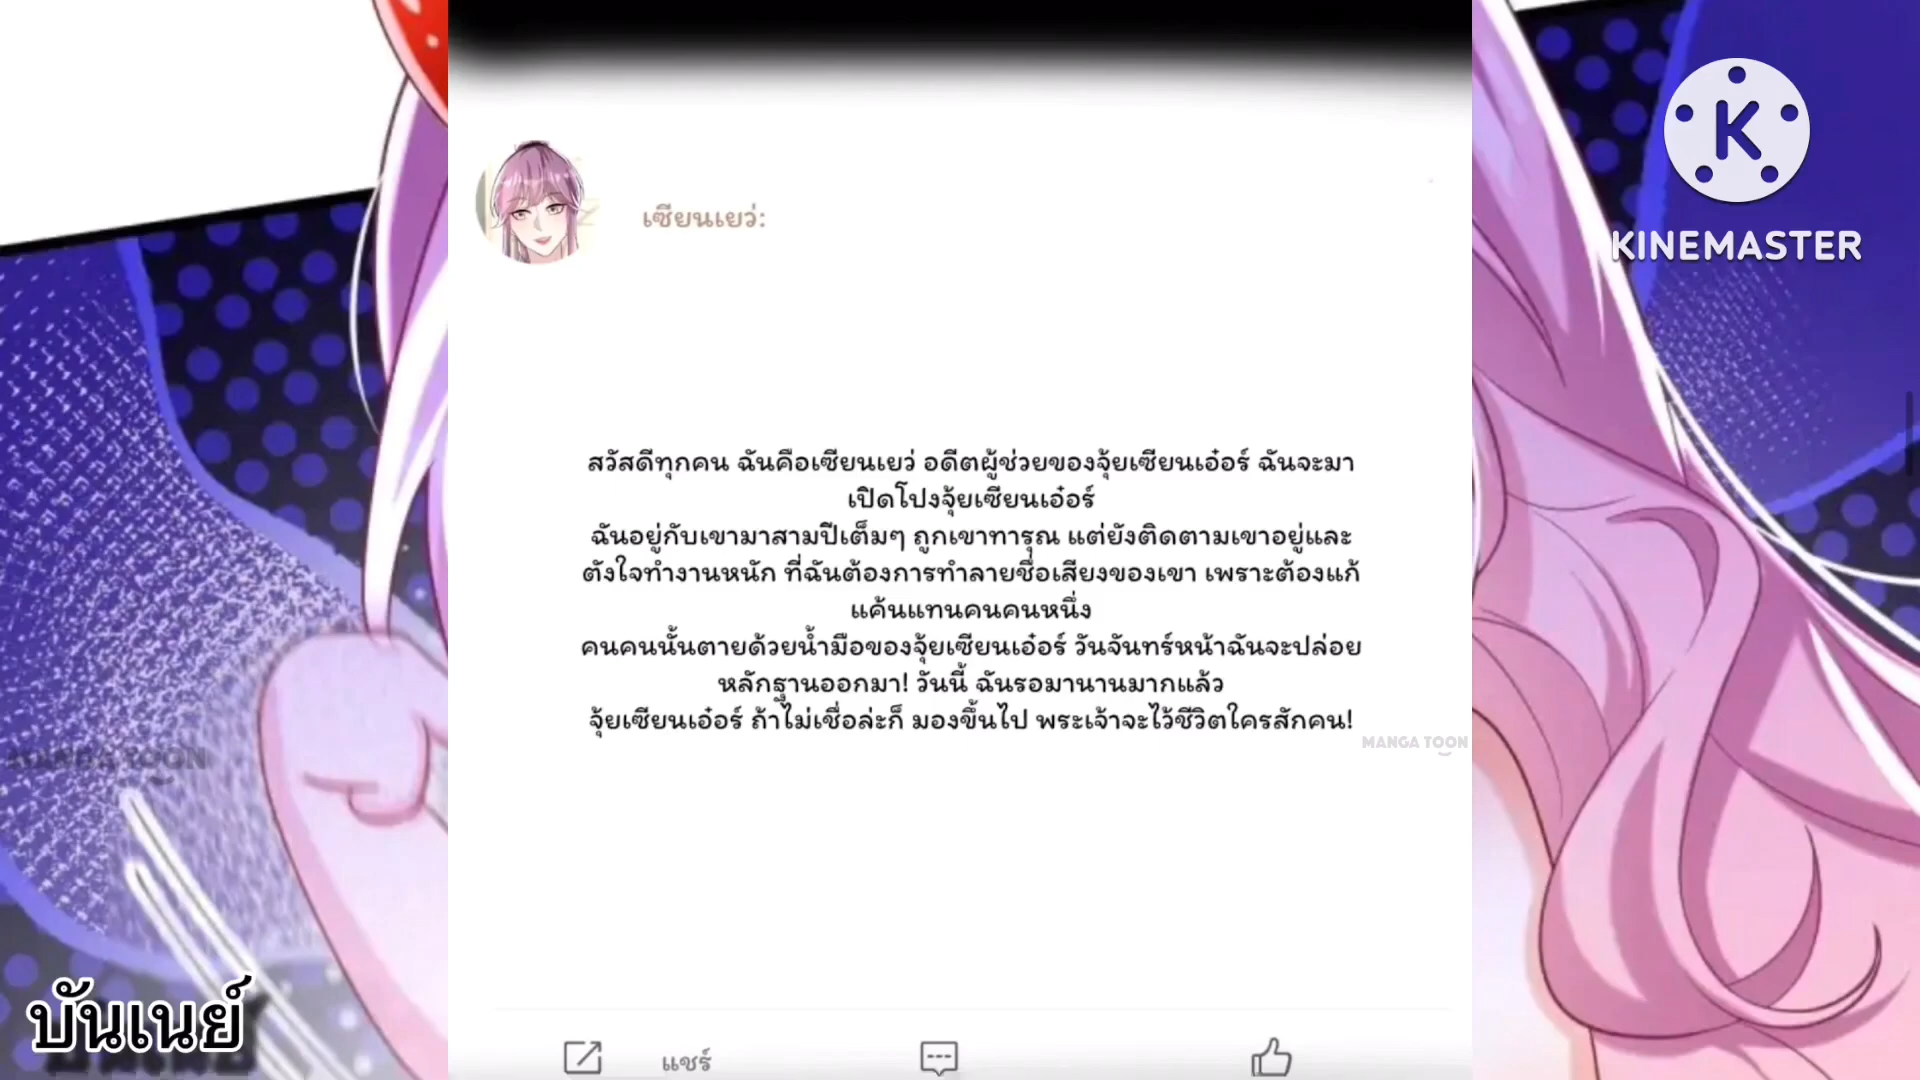 K
KINEMASTER
เซียนเยว่:
สวัสดีทุกคน ฉันคือเซียนเยว่ อดีตผู้ช่วยของจุ้ยเซียนเอ๋อร์ ฉันจะมา
เปิดโปงจุ้ยเซียนเอ๋อร์
ฉันอยู่กับเขามาสามปีเต็มๆ ถูกเขาทารุณ แต่ยังติดตามเขาอยู่และ
ตังใจทำงานหนัก ที่ฉันต้องการทำลายชื่อเสียงของเขา เพราะต้องแก้
แค้นแทนคนคนหนึ่ง
คนคนนั้นตายด้วยน้ำมือของจุ้ยเซียนเอ๋อร์ วันจันทร์หน้าฉันจะปล่อย
หลักฐานออกมา! วันนี้ ฉันรอมานานมากแล้ว
จุ้ยเซียนเอ๋อร์ ถ้าไม่เชื่อล่ะก็ มองขึ้นไป พระเจ้าจะไว้ชีวิตใครสักคน!
MANGA TOON
MANGA TOON
บันเนย์
แชร์